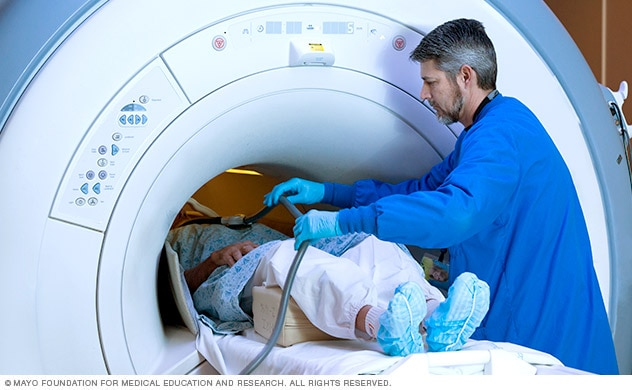 © MAYO FOUNDATION FOR MEDICAL EDUCATION AND RESEARCH. ALL RIGHTS RESERVED.